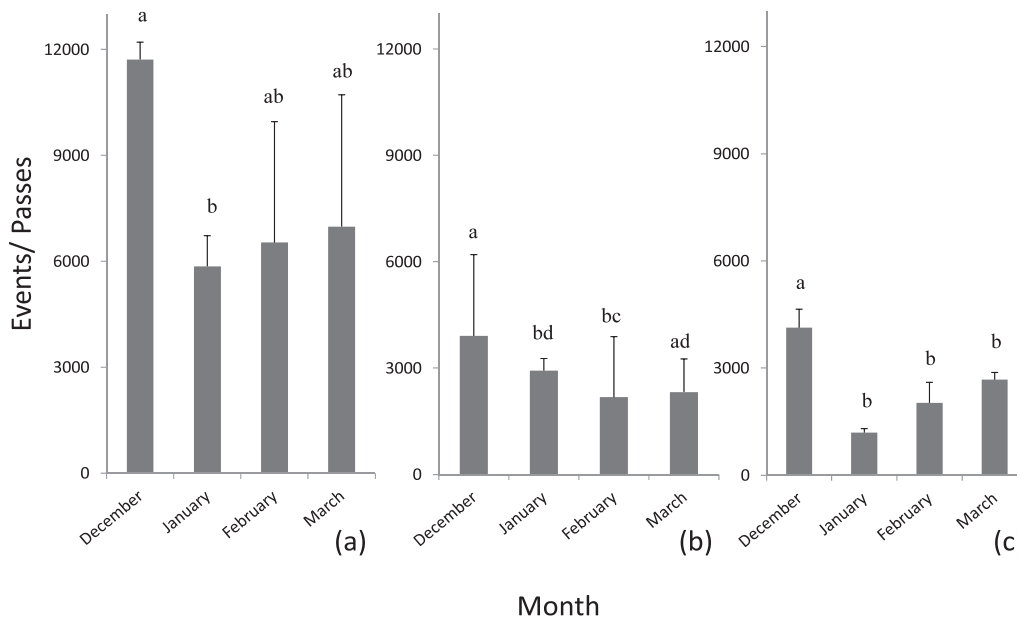 Events/ Passes
12000
9000
6000
3000
0
a
b
ab
ab
December
January
February
March
(a)
12000
9000
6000
3000
0
a
bd
bc
ad
December
January
February
March
(b)
12000
9000
6000
3000
0
a
b
b
b
December
January
February
March
(c
Month